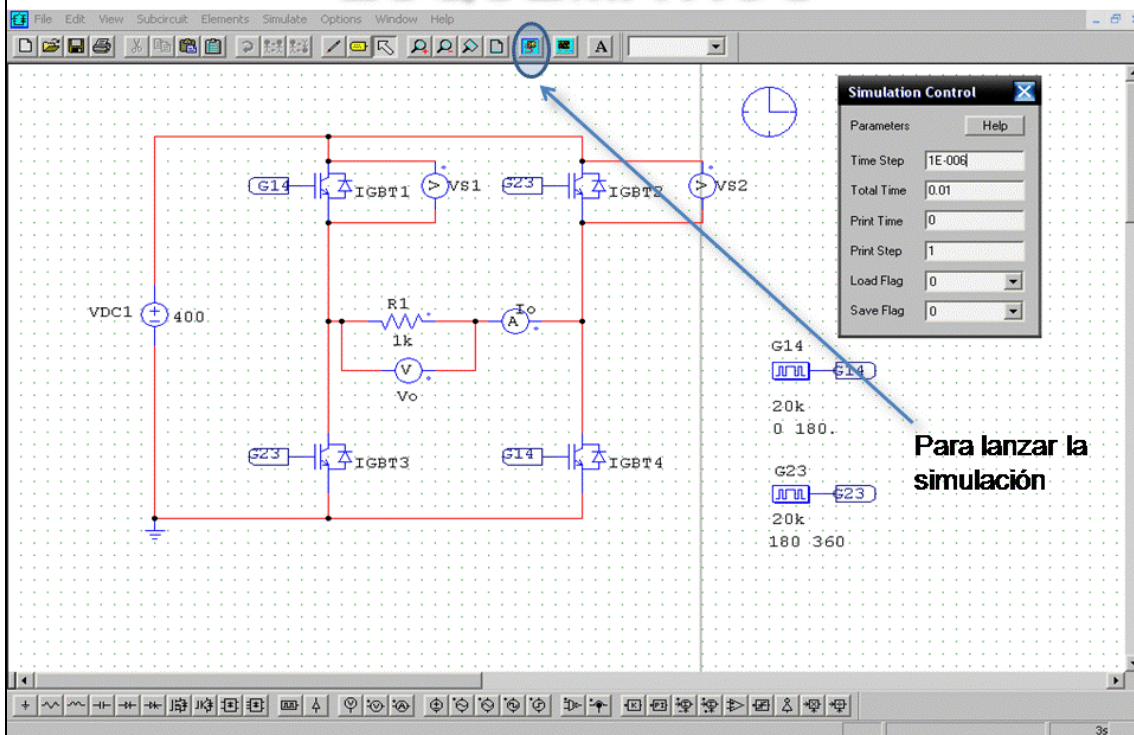 File Edit View Subcircuit Elements Simulate Options Window Help
A
Simulation Control
Parameters Help
Time Step 1E-006
Total Time 0.01
Print Time 0
Print Step 1
Load Flag 0
Save Flag 0
G14
IGBT1
VS1
G23
IGBT2
VS2
VDC1
400
R1
1k
Io
A
V
Vo
G23
IGBT3
G14
IGBT4
G14
G14
20k
0 180.
G23
G23
20k
180 360
Para lanzar la
simulación
K
PI
3s